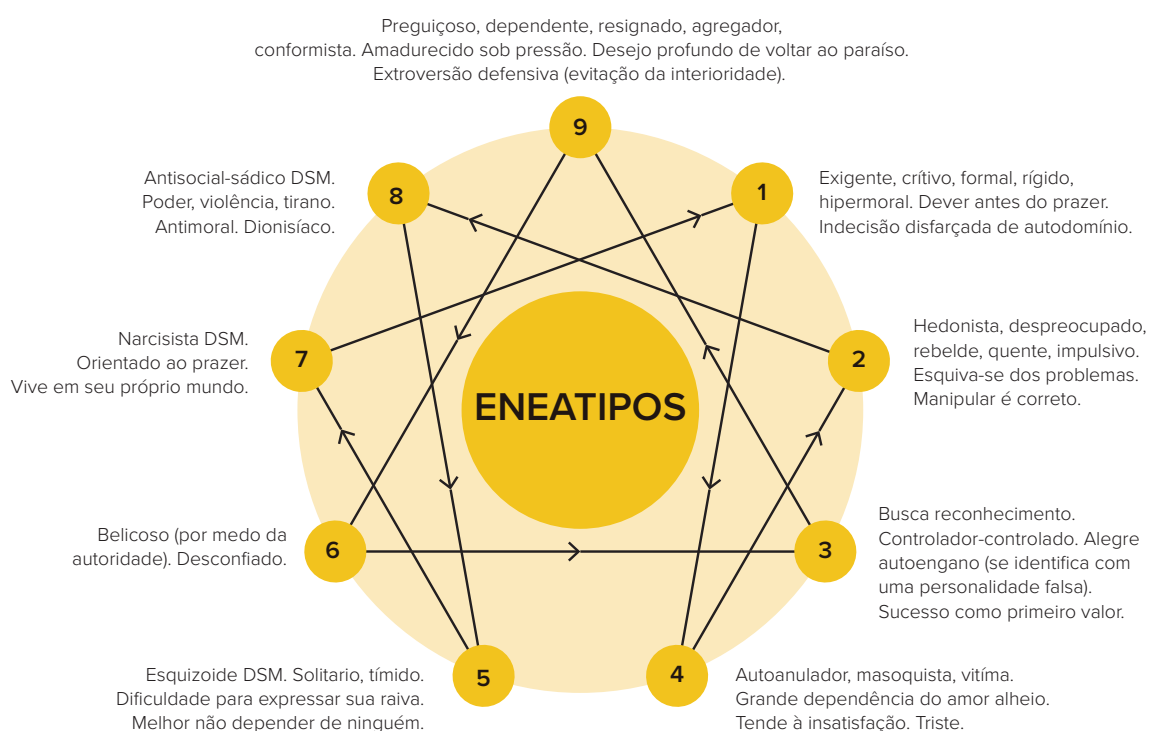 Preguiçoso, dependente, resignado, agregador,
conformista. Amadurecido sob pressão. Desejo profundo de voltar ao paraíso.
Extroversão defensiva (evitação da interioridade).
9
8
Antisocial-sádico DSM.
Poder, violência, tirano.
Antimoral. Dionisíaco.
1
Exigente, crítivo, formal, rígido,
hipermoral. Dever antes do prazer.
Indecisão disfarçada de autodomínio.
7
Narcisista DSM.
Orientado ao prazer.
Vive em seu próprio mundo.
2
Hedonista, despreocupado,
rebelde, quente, impulsivo.
Esquiva-se dos problemas.
Manipular é correto.
ENEATIPOS
6
Belicoso (por medo da
autoridade). Desconfiado.
3
Busca reconhecimento.
Controlador-controlado. Alegre
autoengano (se identifica com
uma personalidade falsa).
Sucesso como primeiro valor.
5
Esquizoide DSM. Solitario, tímido.
Dificuldade para expressar sua raiva.
Melhor não depender de ninguém.
4
Autoanulador, masoquista, vitíma.
Grande dependência do amor alheio.
Tende à insatisfação. Triste.